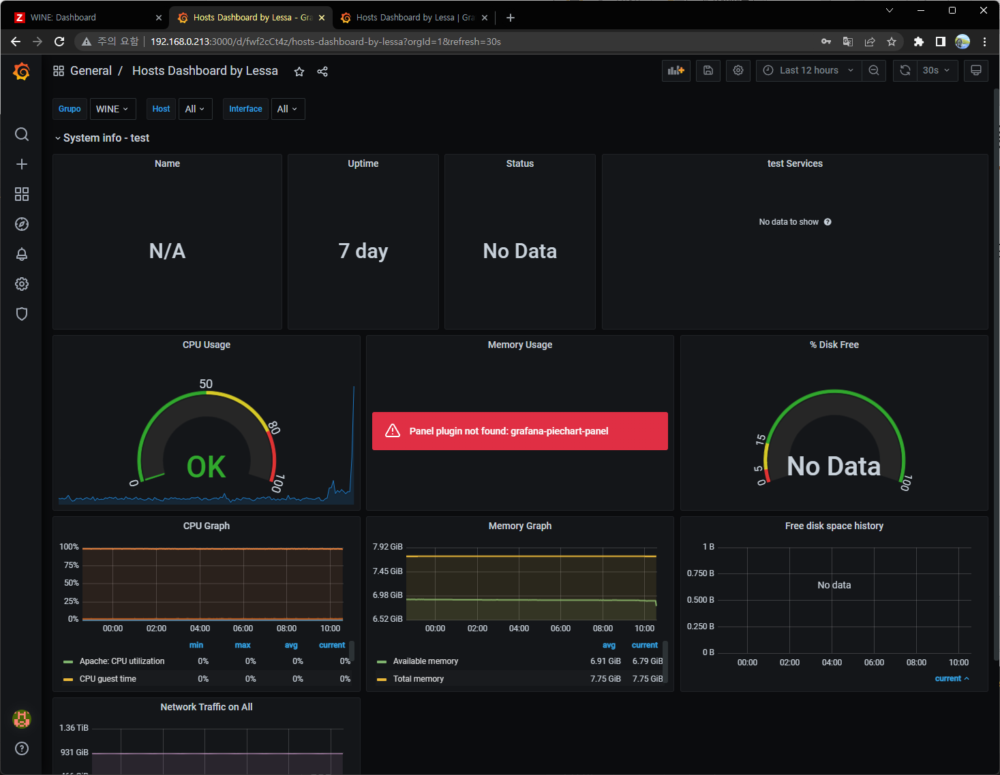 WINE: Dashboard
Hosts Dashboard by Lessa - Gra
Hosts Dashboard by Lessa | Gra
주의 요함 192.168.0.213:3000/d/fwf2cCt4z/hosts-dashboard-by-lessa?orgId=1&refresh=30s
General / Hosts Dashboard by Lessa
Last 12 hours
30s
Grupo WINE Host All Interface All
System info - test
Name
N/A
Uptime
7 day
Status
No Data
test Services
No data to show
CPU Usage
50
80
0
100
OK
Memory Usage
Panel plugin not found: grafana-piechart-panel
% Disk Free
15
5
0
100
No Data
CPU Graph
100%
75%
50%
25%
0%
00:00 02:00 04:00 06:00 08:00 10:00
min max avg current
Apache: CPU utilization 0% 0% 0% 0%
CPU guest time 0% 0% 0% 0%
Memory Graph
7.92 GiB
7.45 GiB
6.98 GiB
6.52 GiB
00:00 02:00 04:00 06:00 08:00 10:00
avg current
Available memory 6.91 GiB 6.79 GiB
Total memory 7.75 GiB 7.75 GiB
Free disk space history
1 B
0.750 B
0.500 B
0.250 B
0 B
No data
00:00 02:00 04:00 06:00 08:00 10:00
current
Network Traffic on All
1.36 TiB
931 GiB